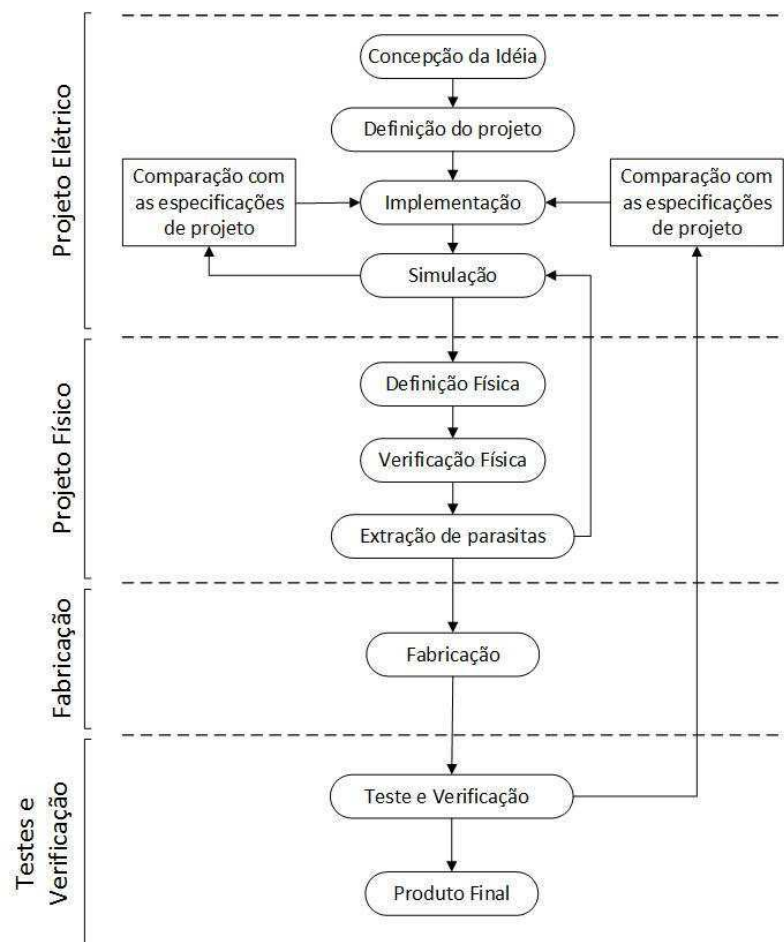 Projeto Elétrico
Concepção da Idéia
Definição do projeto
Comparação com
as especificações
de projeto
Implementação
Comparação com
as especificações
de projeto
Simulação
Projeto Físico
Definição Física
Verificação Física
Extração de parasitas
Fabricação
Fabricação
Testes e
Verificação
Teste e Verificação
Produto Final